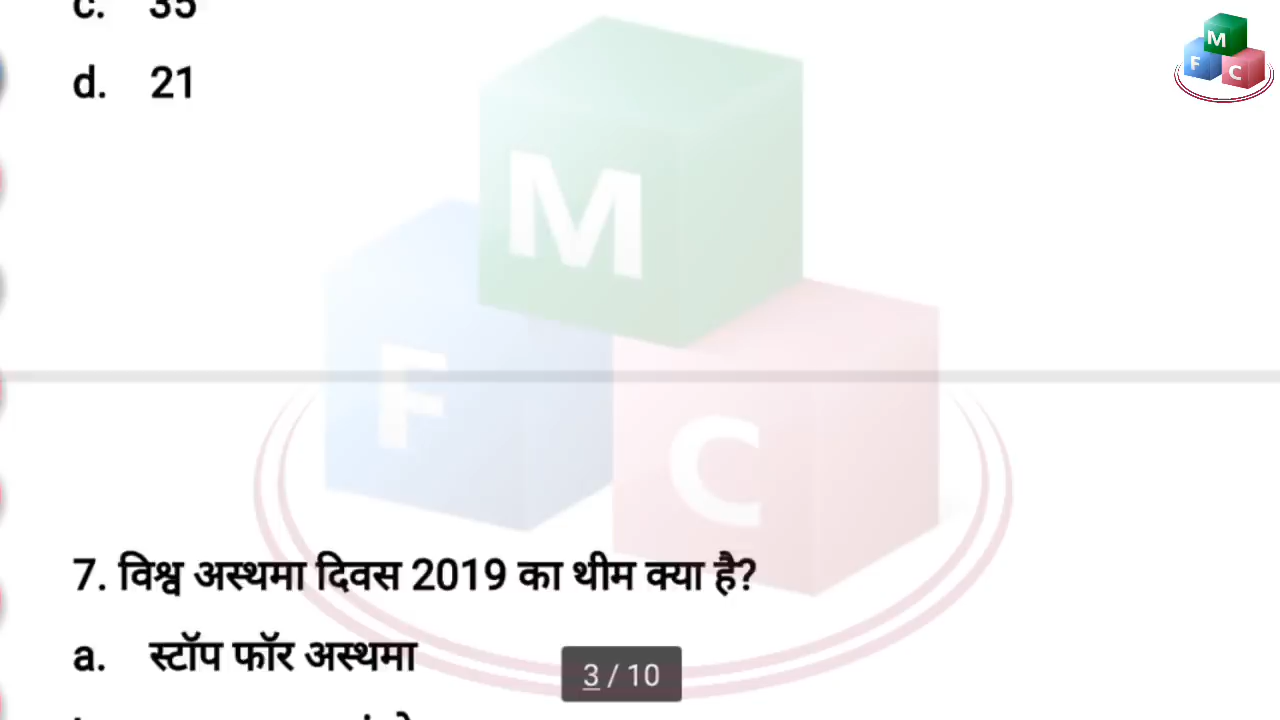 c. 35
d. 21
M
F
C
M
F
C
7. विश्व अस्थमा दिवस 2019 का थीम क्या है?
a. स्टॉप फॉर अस्थमा
3 / 10